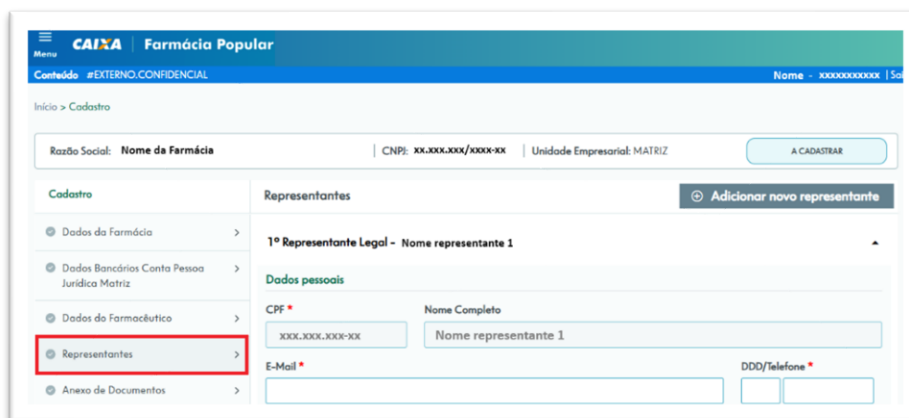 Menu CAIXA Farmácia Popular
Conteúdo #EXTERNO.CONFIDENCIAL Nome - xxxxxxxxxxx | Sai
Início > Cadastro
Razão Social: Nome da Farmácia | CNPJ: xx.xxx.xxx/xxxx-xx | Unidade Empresarial: MATRIZ A CADASTRAR
Cadastro
Dados da Farmácia >
Dados Bancários Conta Pessoa
Jurídica Matriz >
Dados do Farmacêutico >
Representantes >
Anexo de Documentos >
Representantes Adicionar novo representante
1º Representante Legal - Nome representante 1
Dados pessoais
CPF * Nome Completo
xxx.xxx.xxx-xx Nome representante 1
E-Mail * DDD/Telefone *